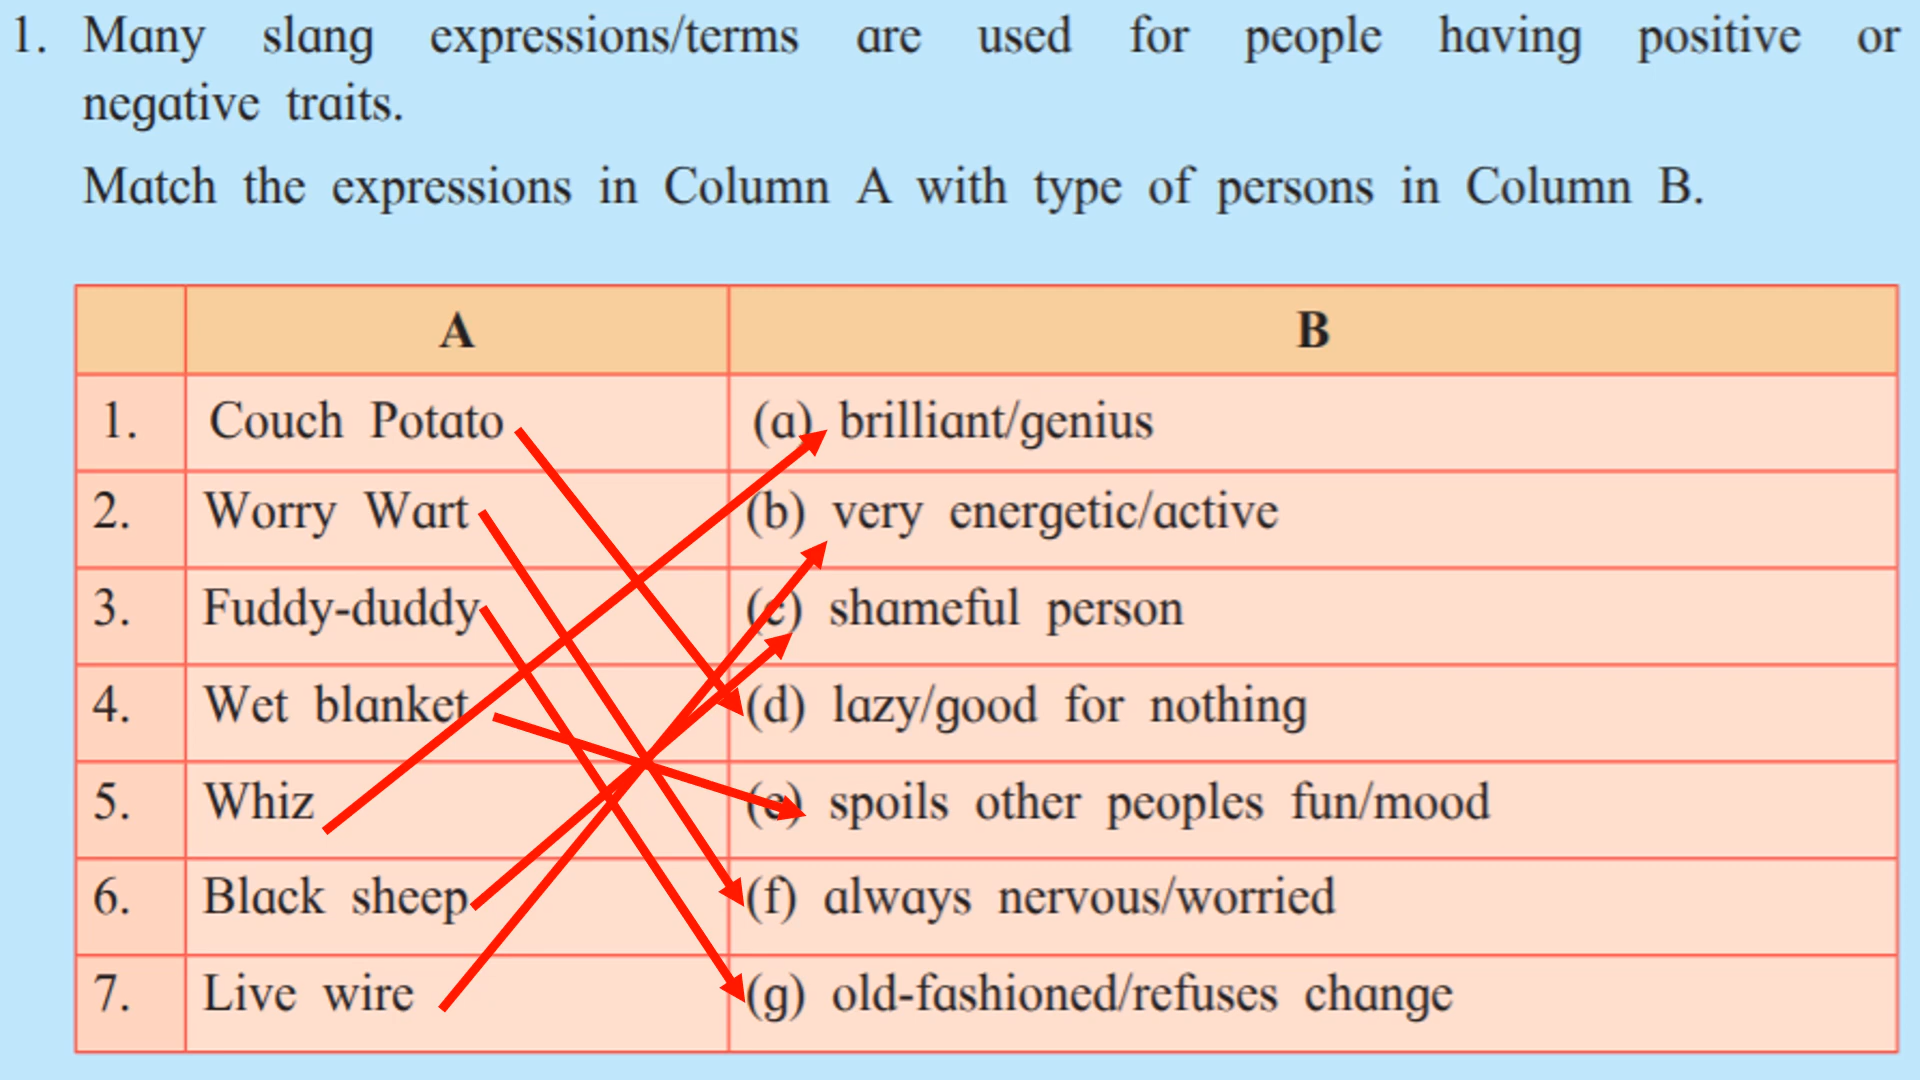 1. Many slang expressions/terms are used for people having positive or
negative traits.
Match the expressions in Column A with type of persons in Column B.
A B
1. Couch Potato (a) brilliant/genius
2. Worry Wart (b) very energetic/active
3. Fuddy-duddy (c) shameful person
4. Wet blanket (d) lazy/good for nothing
5. Whiz (e) spoils other peoples fun/mood
6. Black sheep (f) always nervous/worried
7. Live wire (g) old-fashioned/refuses change